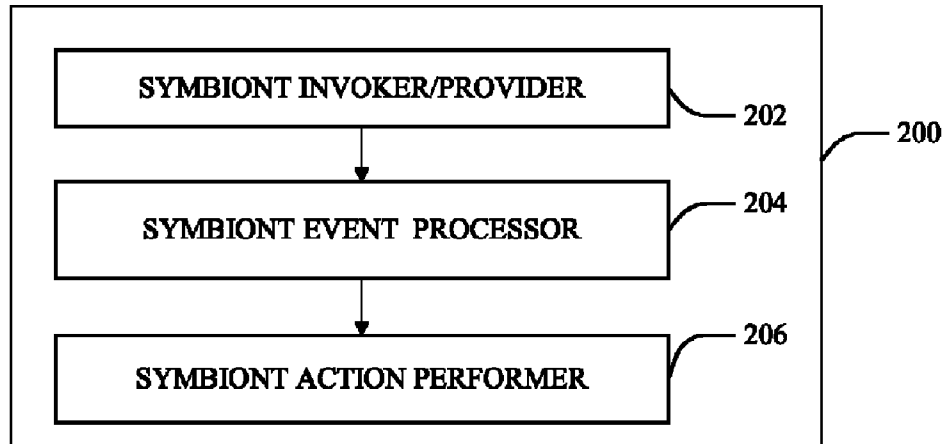 SYMBIONT INVOKER/PROVIDER
202
200
204
SYMBIONT EVENT PROCESSOR
206
SYMBIONT ACTION PERFORMER